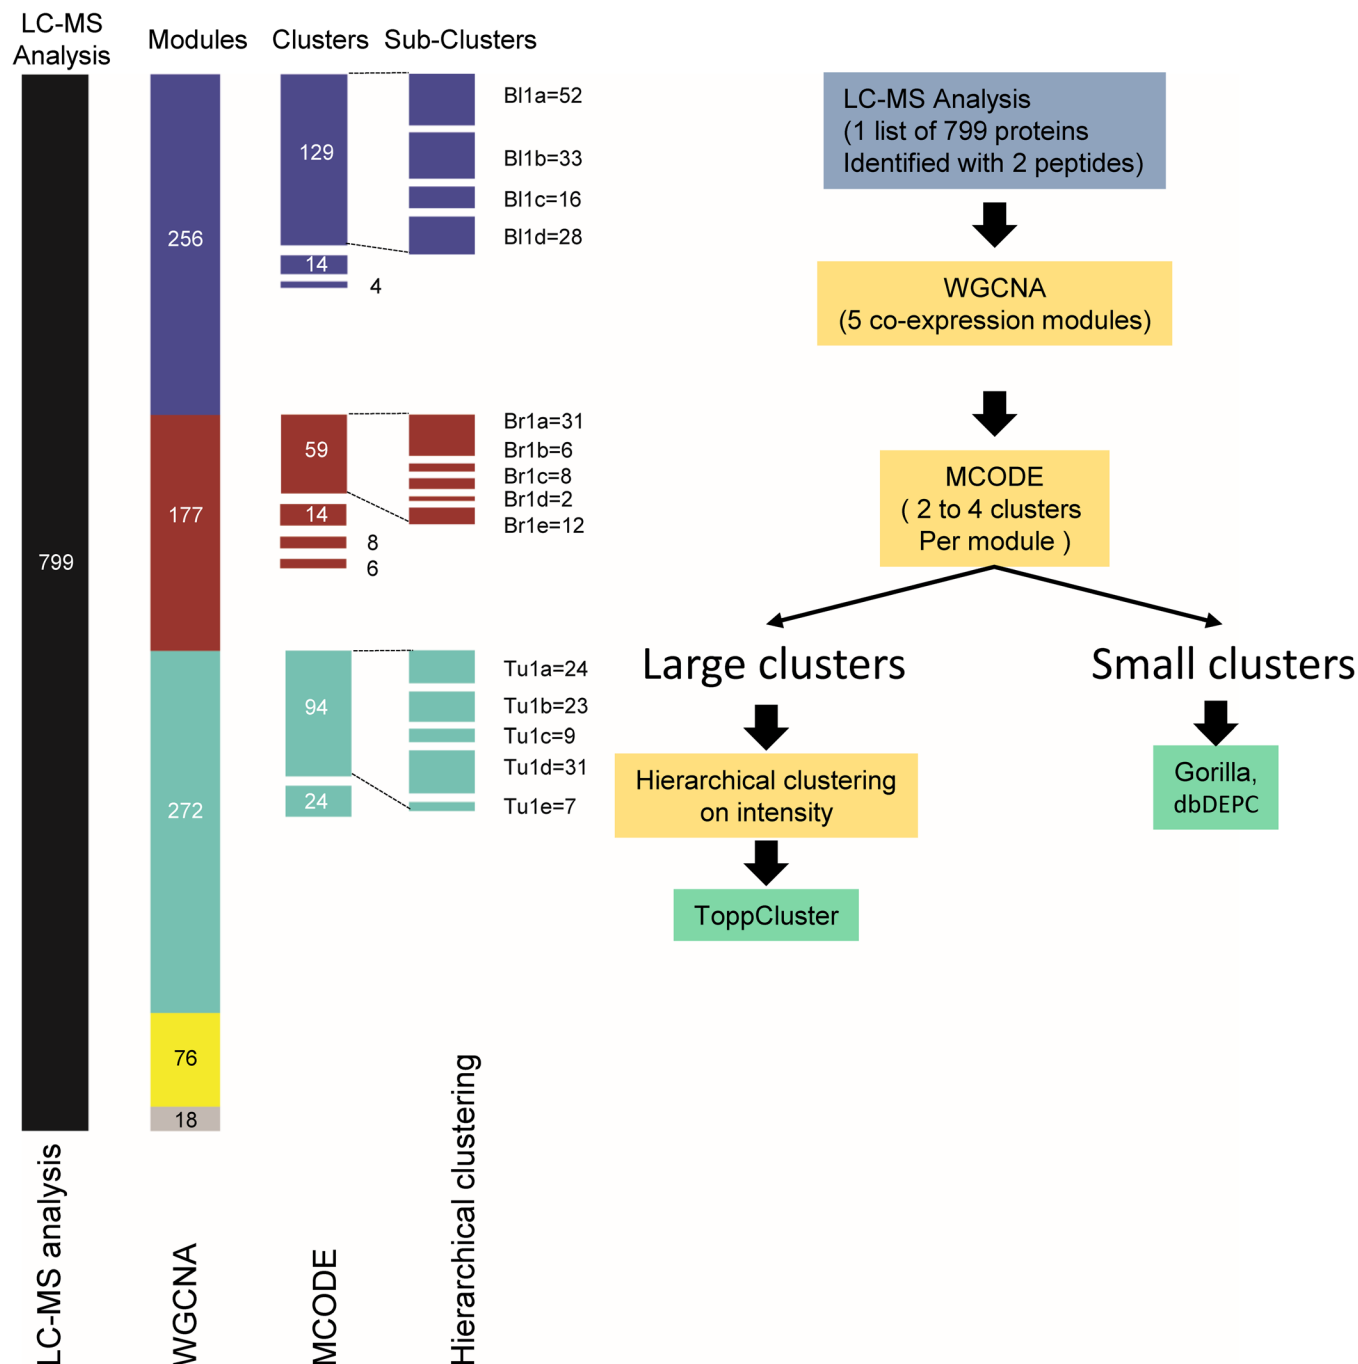 LC-MS
Analysis
Modules
Clusters
Sub-Clusters
799
256
177
272
76
18
129
14
4
59
14
8
6
94
24
Bl1a=52
Bl1b=33
Bl1c=16
Bl1d=28
Br1a=31
Br1b=6
Br1c=8
Br1d=2
Br1e=12
Tu1a=24
Tu1b=23
Tu1c=9
Tu1d=31
Tu1e=7
LC-MS analysis
WGCNA
MCODE
Hierarchical clustering
LC-MS Analysis
(1 list of 799 proteins
Identified with 2 peptides)
WGCNA
(5 co-expression modules)
MCODE
( 2 to 4 clusters
Per module )
Large clusters
Small clusters
Hierarchical clustering
on intensity
ToppCluster
Gorilla,
dbDEPC